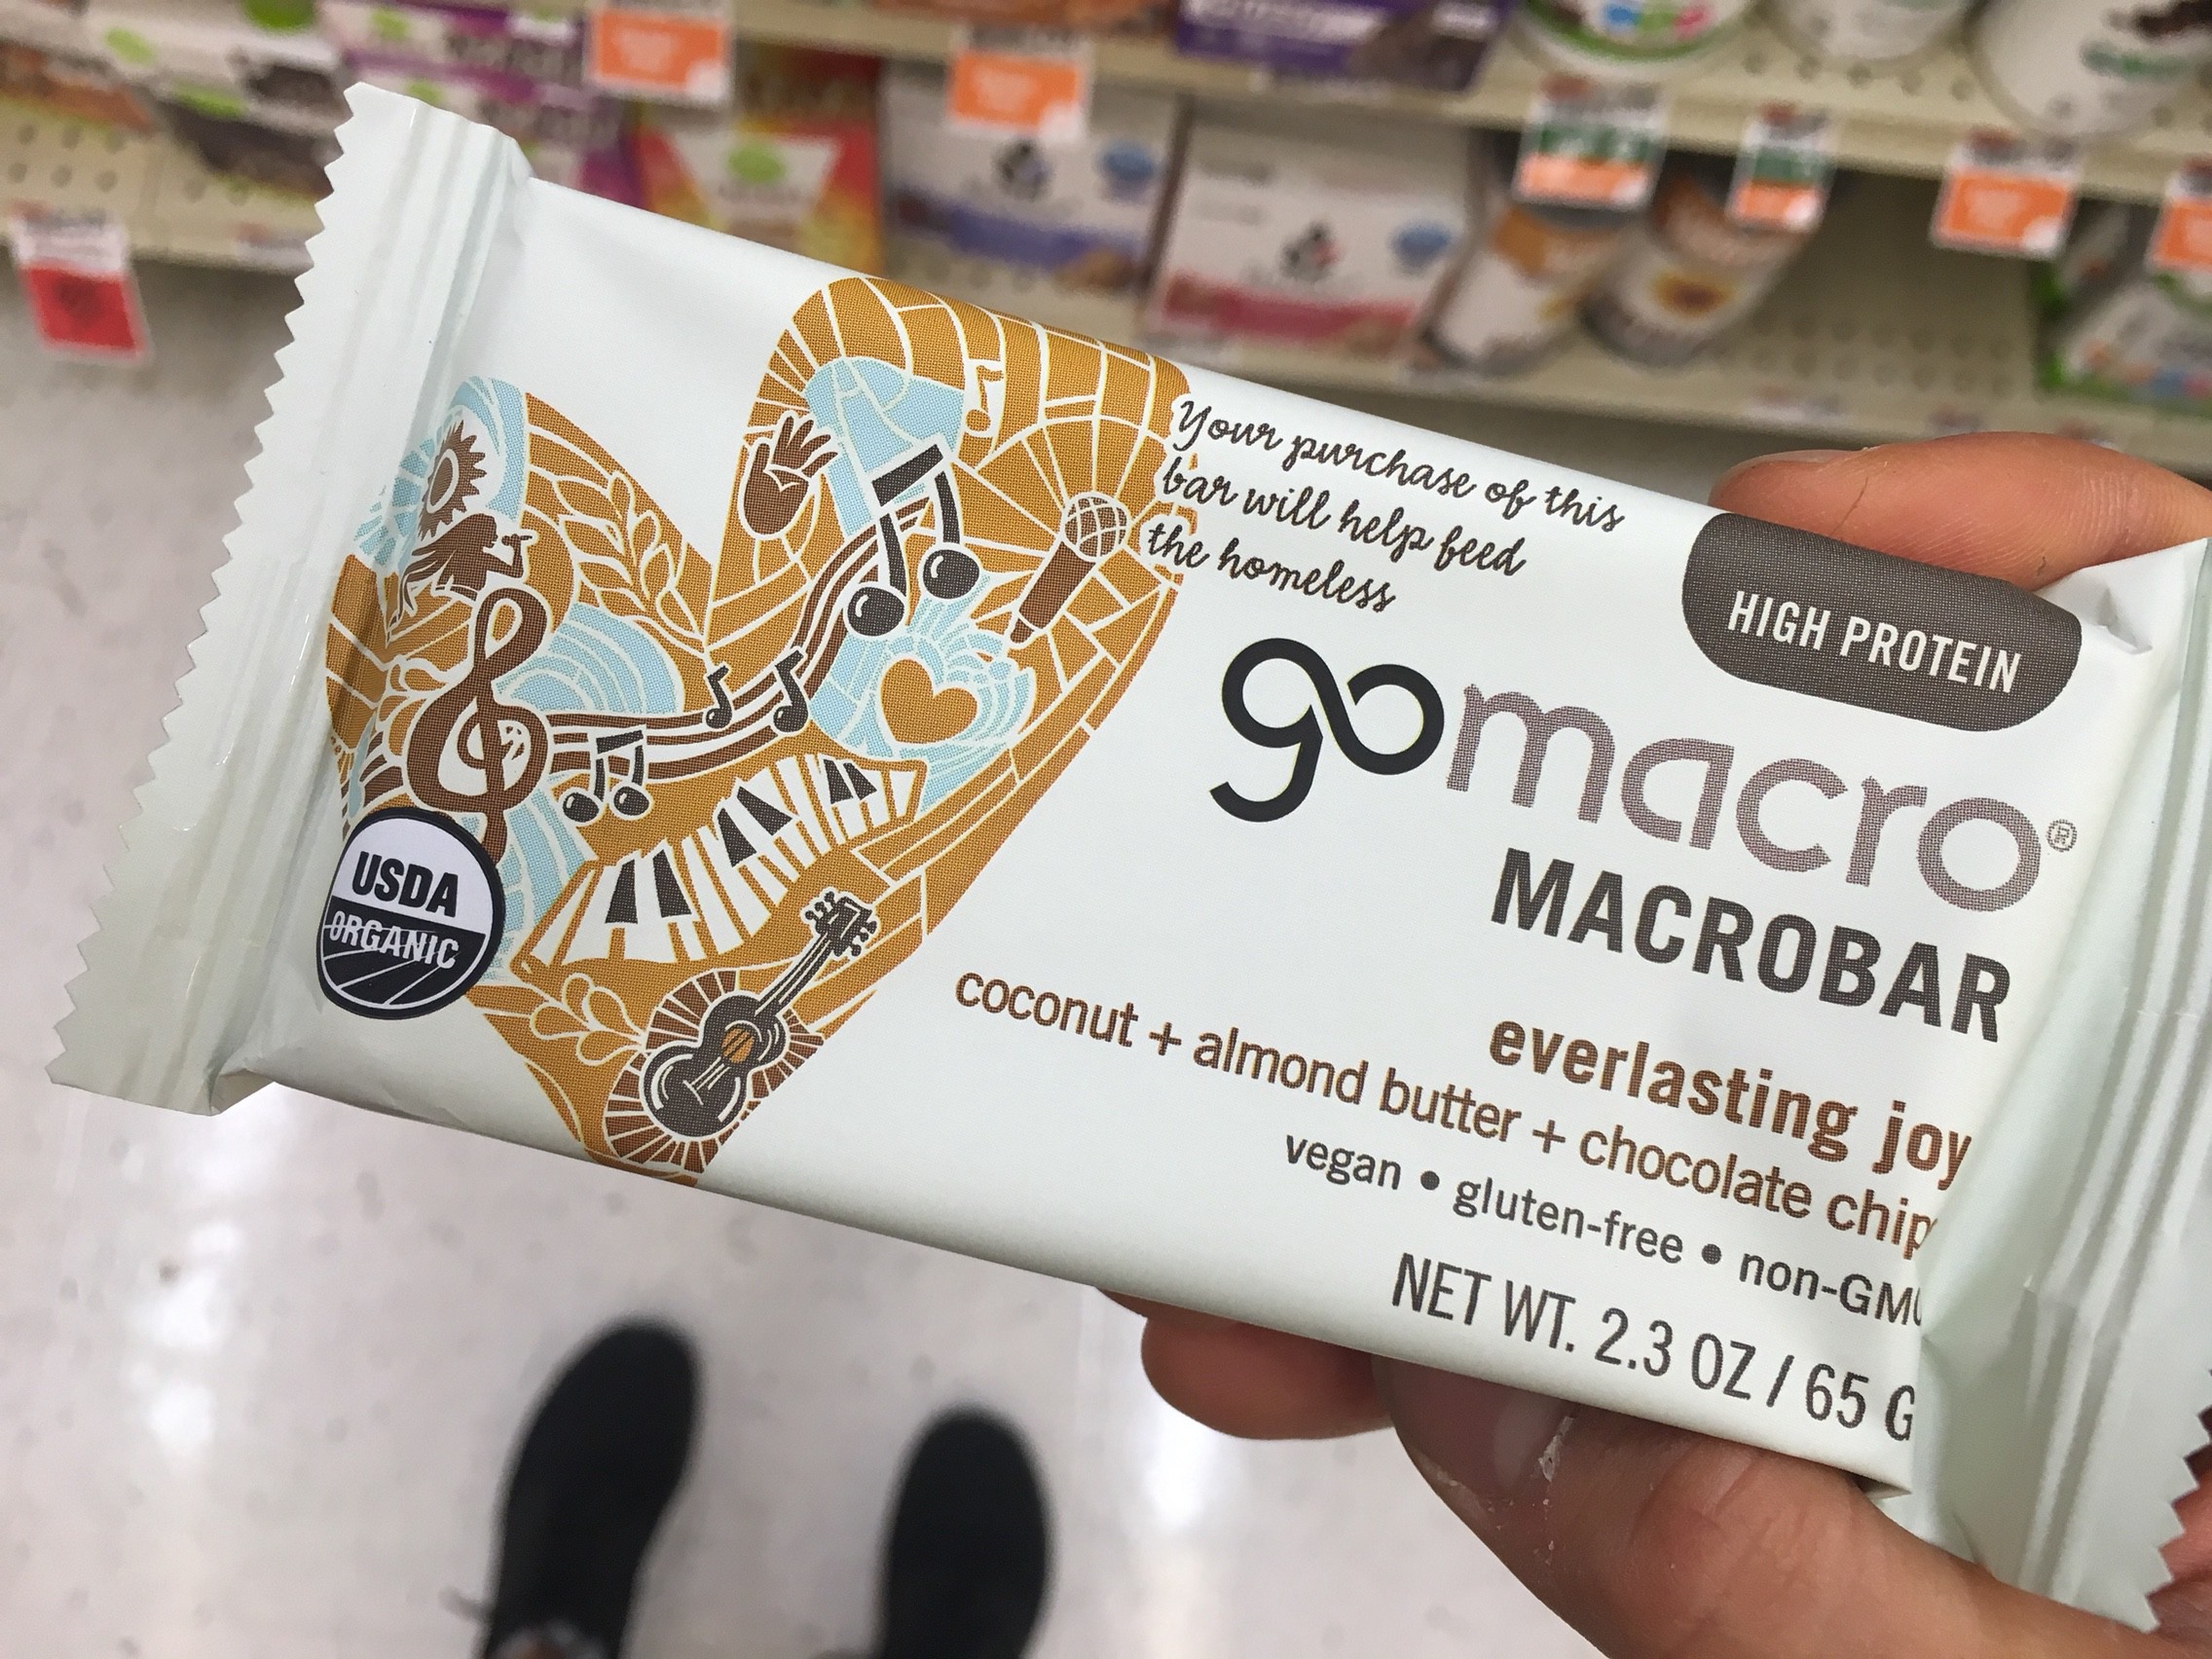 Your purchase of this
bar will help feed
the homeless
HIGH PROTEIN
gomacro®
MACROBAR
everlasting joy
coconut + almond butter + chocolate chip
vegan • gluten-free • non-GM
NET WT. 2.3 OZ / 65 G
USDA
ORGANIC